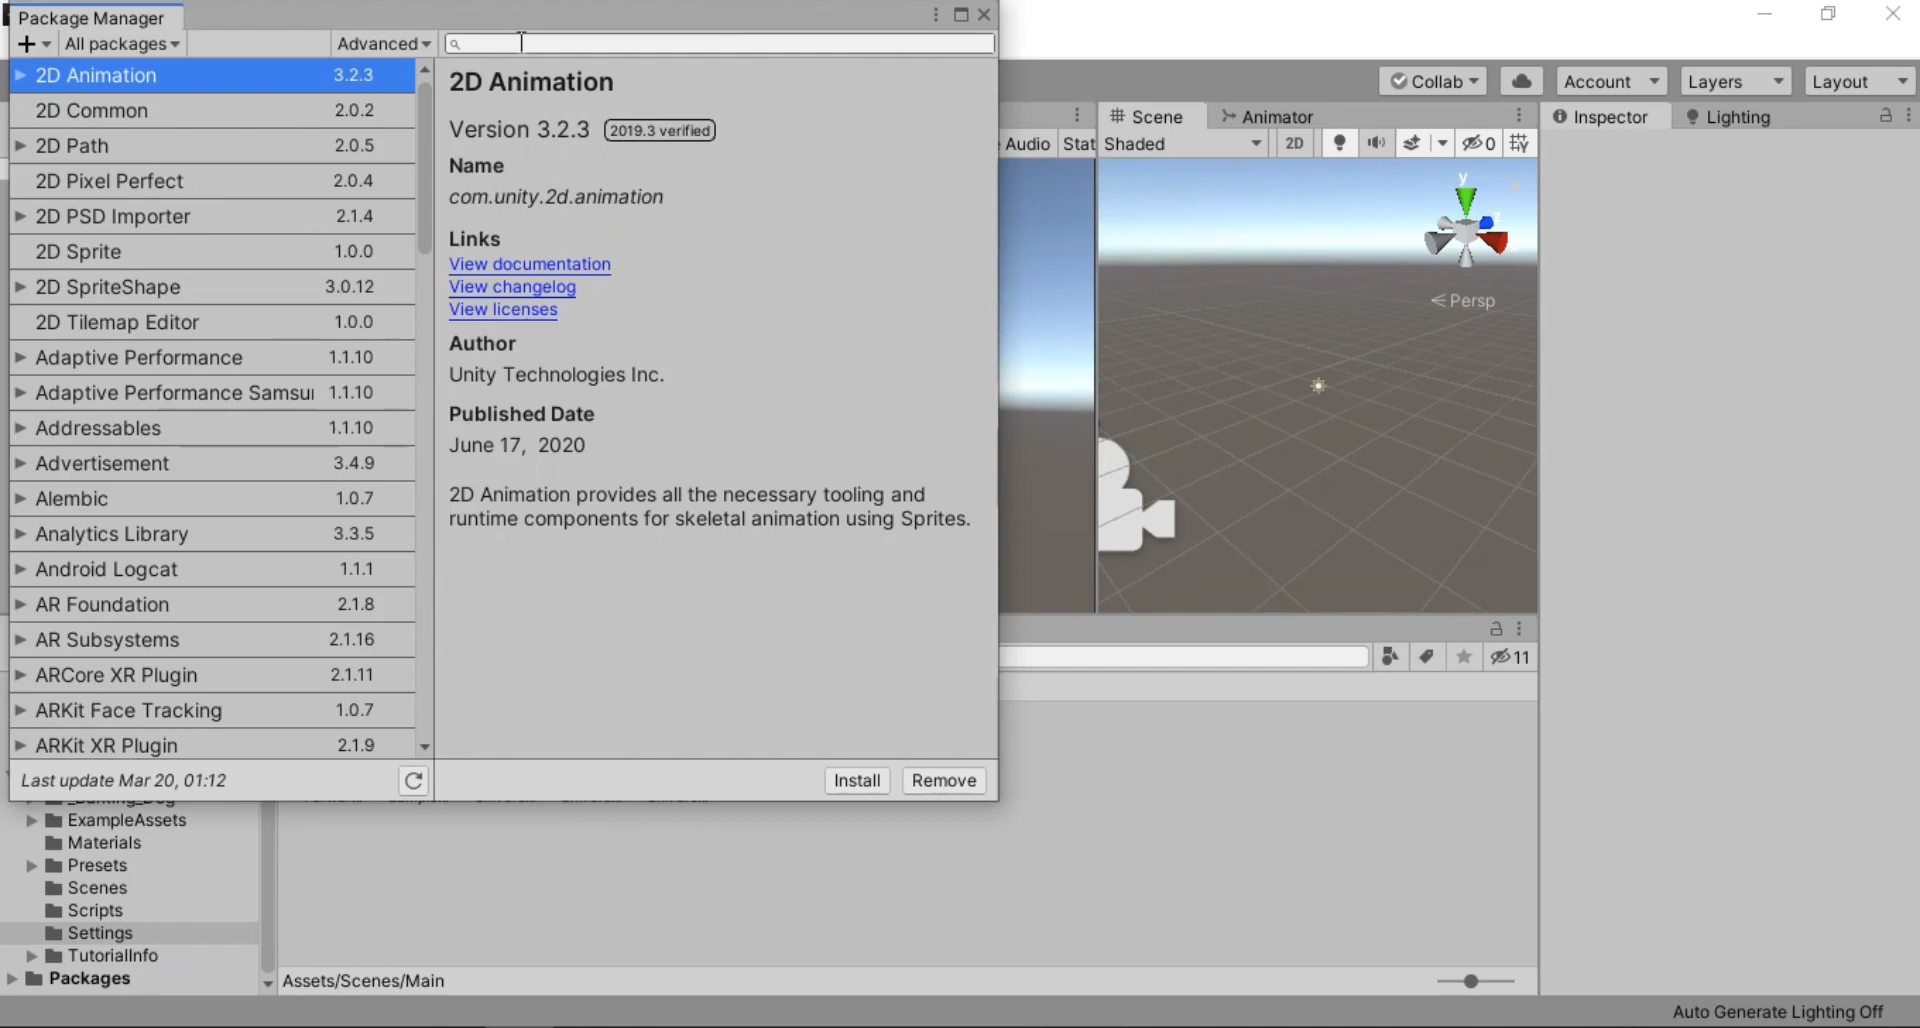 Package Manager
All packages
Advanced
2D Animation 3.2.3
2D Common 2.0.2
2D Path 2.0.5
2D Pixel Perfect 2.0.4
2D PSD Importer 2.1.4
2D Sprite 1.0.0
2D SpriteShape 3.0.12
2D Tilemap Editor 1.0.0
Adaptive Performance 1.1.10
Adaptive Performance Samsu 1.1.10
Addressables 1.1.10
Advertisement 3.4.9
Alembic 1.0.7
Analytics Library 3.3.5
Android Logcat 1.1.1
AR Foundation 2.1.8
AR Subsystems 2.1.16
ARCore XR Plugin 2.1.11
ARKit Face Tracking 1.0.7
ARKit XR Plugin 2.1.9
Last update Mar 20, 01:12
2D Animation
Version 3.2.3 2019.3 verified
Name
com.unity.2d.animation
Links
View documentation
View changelog
View licenses
Author
Unity Technologies Inc.
Published Date
June 17, 2020
2D Animation provides all the necessary tooling and
runtime components for skeletal animation using Sprites.
Install Remove
Collab Account Layers Layout
Scene Animator
Audio Stat Shaded 2D 0
y
Persp
Inspector Lighting
11
ExampleAssets
Materials
Presets
Scenes
Scripts
Settings
TutorialInfo
Packages
Assets/Scenes/Main
Auto Generate Lighting Off